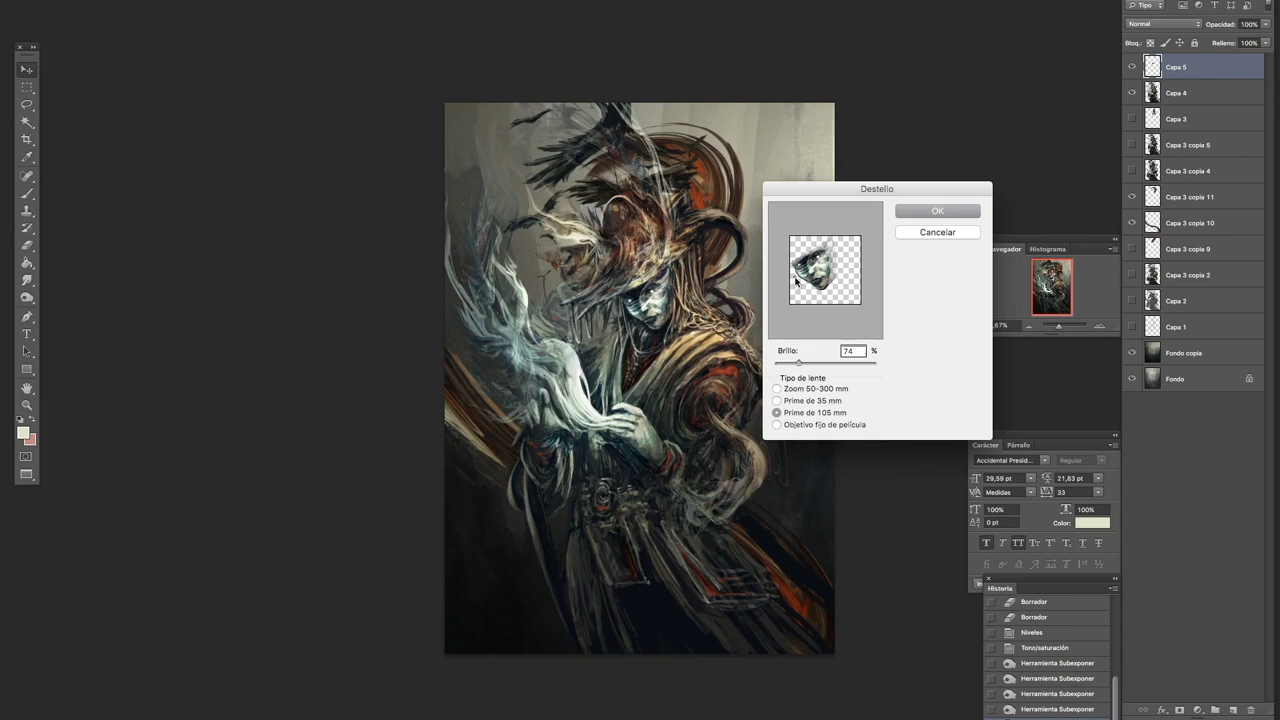 Tipo
Normal
Opacidad: 100%
Bloq.:
Relleno: 100%
Capa 5
Capa 4
Capa 3
Capa 3 copia 5
Capa 3 copia 4
Capa 3 copia 11
Capa 3 copia 10
Capa 3 copia 9
Capa 3 copia 2
Capa 2
Capa 1
Fondo copia
Fondo
Destello
OK
Cancelar
Brillo: 74 %
Tipo de lente
Zoom 50-300 mm
Prime de 35 mm
Prime de 105 mm
Objetivo fijo de película
avegador
Histograma
,67%
Carácter
Párrafo
Accidental Presid...
Regular
29,59 pt
21,83 pt
Medidas
33
100%
100%
0 pt
Color:
Historia
Borrador
Borrador
Niveles
Tono/saturación
Herramienta Subexponer
Herramienta Subexponer
Herramienta Subexponer
Herramienta Subexponer